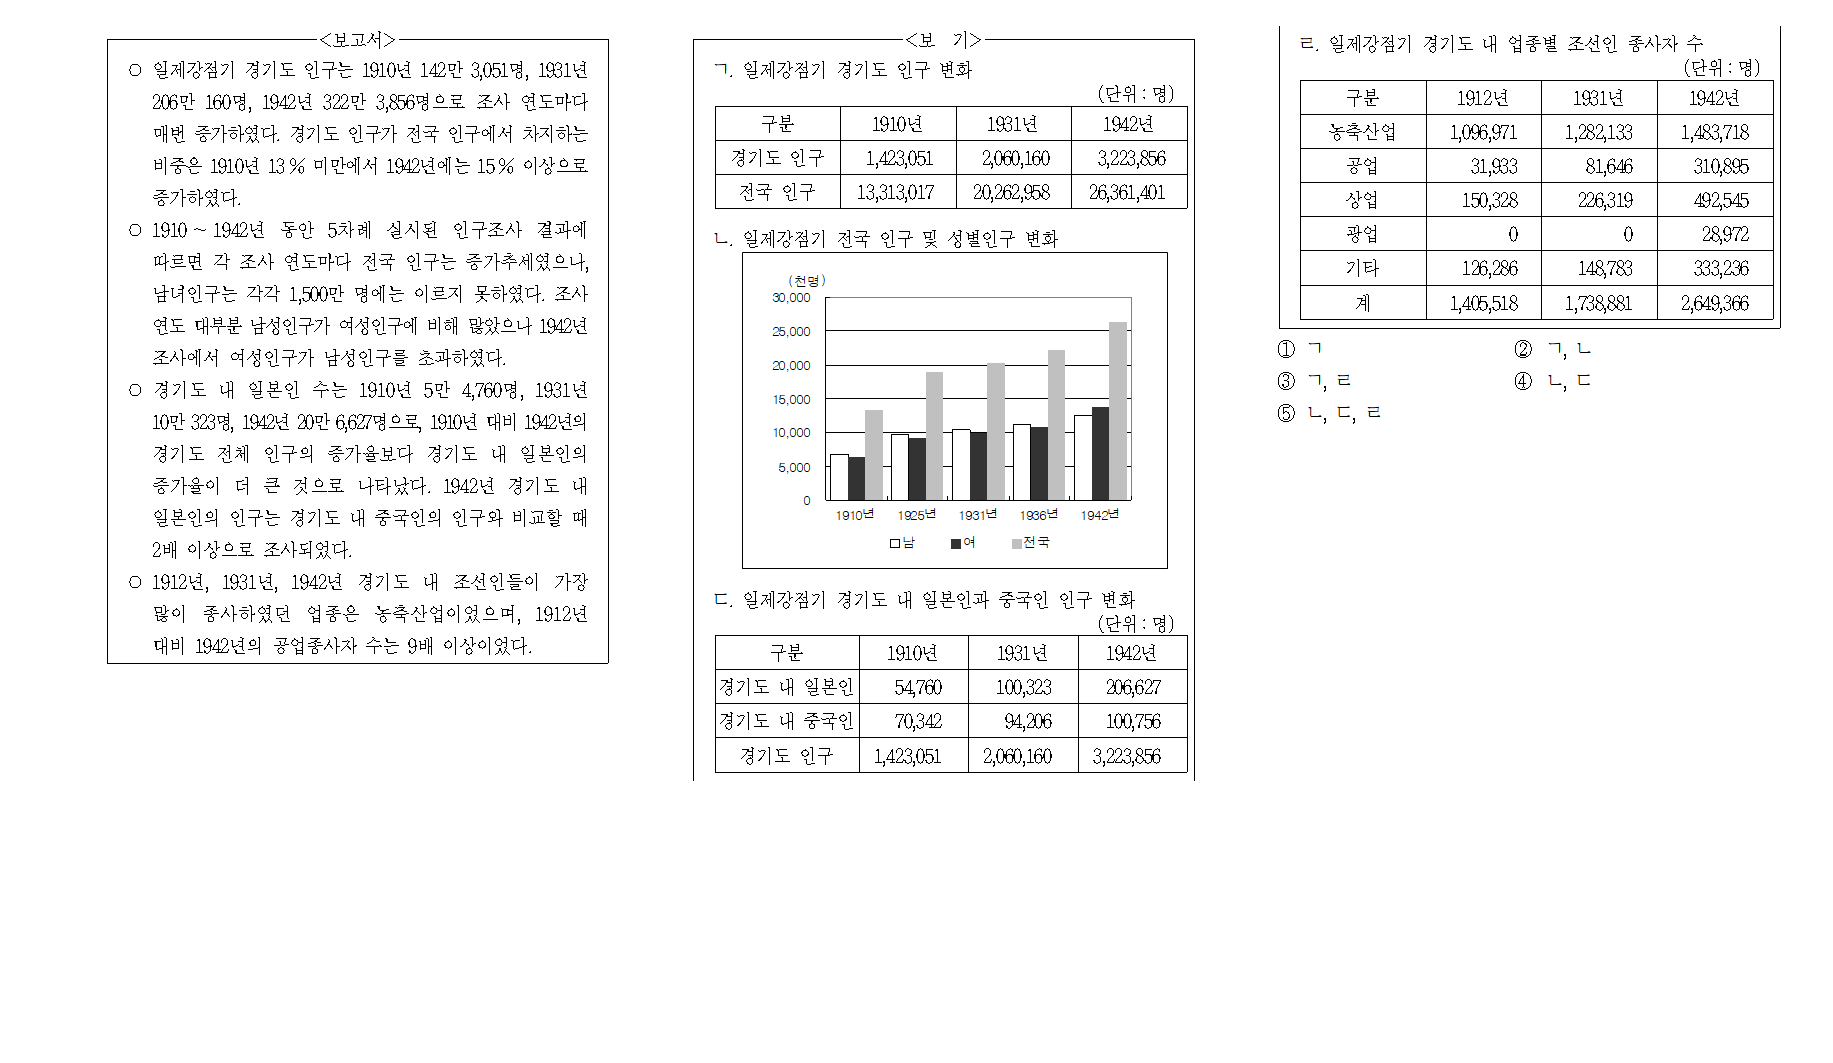 <보고서>
○ 일제강점기 경기도 인구는 1910년 142만 3,051명, 1931년
206만 160명, 1942년 322만 3,856명으로 조사 연도마다
매번 증가하였다. 경기도 인구가 전국 인구에서 차지하는
비중은 1910년 13% 미만에서 1942년에는 15% 이상으로
증가하였다.
○ 1910 ~ 1942년 동안 5차례 실시된 인구조사 결과에
따르면 각 조사 연도마다 전국 인구는 증가추세였으나,
남녀인구는 각각 1,500만 명에는 이르지 못하였다. 조사
연도 대부분 남성인구가 여성인구에 비해 많았으나 1942년
조사에서 여성인구가 남성인구를 초과하였다.
○ 경기도 내 일본인 수는 1910년 5만 4,760명, 1931년
10만 323명, 1942년 20만 6,627명으로, 1910년 대비 1942년의
경기도 전체 인구의 증가율보다 경기도 내 일본인의
증가율이 더 큰 것으로 나타났다. 1942년 경기도 내
일본인의 인구는 경기도 내 중국인의 인구와 비교할 때
2배 이상으로 조사되었다.
○ 1912년, 1931년, 1942년 경기도 내 조선인들이 가장
많이 종사하였던 업종은 농축산업이었으며, 1912년
대비 1942년의 공업종사자 수는 9배 이상이었다.
<보 기>
ㄱ. 일제강점기 경기도 인구 변화
(단위 : 명)
구분 1910년 1931년 1942년
경기도 인구 1,423,051 2,060,160 3,223,856
전국 인구 13,313,017 20,262,958 26,361,401
ㄴ. 일제강점기 전국 인구 및 성별인구 변화
(천명)
30,000
25,000
20,000
15,000
10,000
5,000
0
1910년 1925년 1931년 1936년 1942년
남 여 전국
ㄷ. 일제강점기 경기도 내 일본인과 중국인 인구 변화
(단위 : 명)
구분 1910년 1931년 1942년
경기도 내 일본인 54,760 100,323 206,627
경기도 내 중국인 70,342 94,206 100,756
경기도 인구 1,423,051 2,060,160 3,223,856
ㄹ. 일제강점기 경기도 내 업종별 조선인 종사자 수
(단위 : 명)
구분 1912년 1931년 1942년
농축산업 1,096,971 1,282,133 1,483,718
공업 31,933 81,646 310,895
상업 150,328 226,319 492,545
광업 0 0 28,972
기타 126,286 148,783 333,236
계 1,405,518 1,738,881 2,649,366
① ㄱ ② ㄱ, ㄴ
③ ㄱ, ㄹ ④ ㄴ, ㄷ
⑤ ㄴ, ㄷ, ㄹ